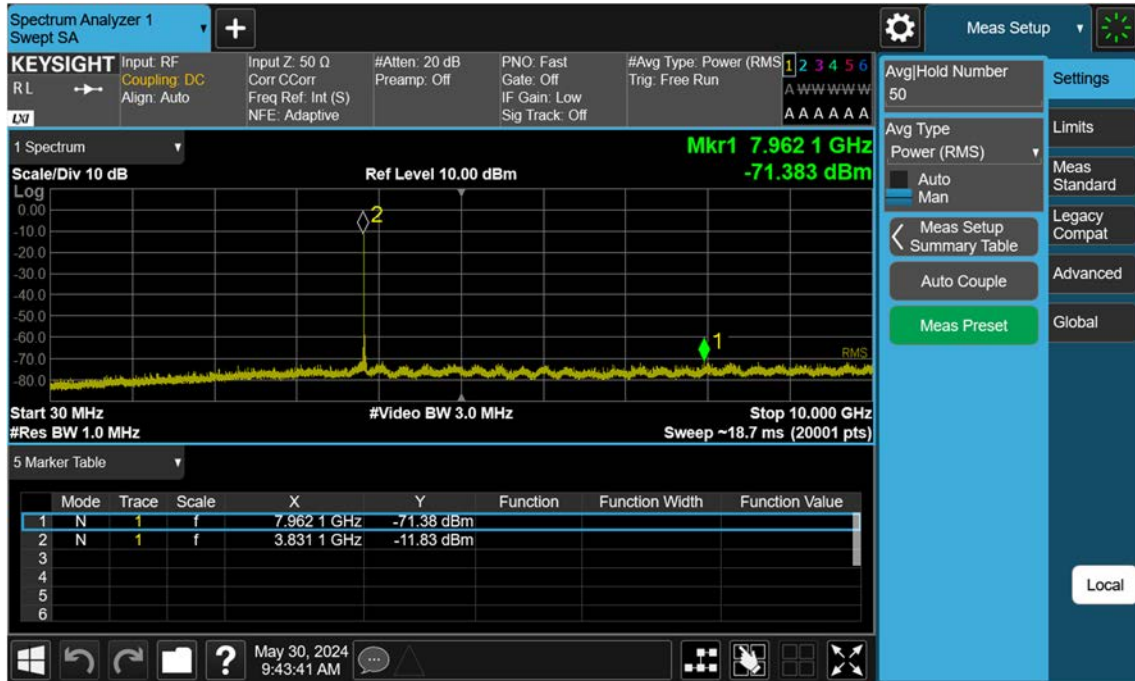 Spectrum Analyzer 1
Swept SA
+
Meas Setup
KEYSIGHT
R L
LXI
Input: RF
Coupling: DC
Align: Auto
Input Z: 50 Ω
Corr CCorr
Freq Ref: Int (S)
NFE: Adaptive
#Atten: 20 dB
Preamp: Off
PNO: Fast
Gate: Off
IF Gain: Low
Sig Track: Off
#Avg Type: Power (RMS
Trig: Free Run
1 2 3 4 5 6
A W W W W W
A A A A A A
1 Spectrum
Mkr1 7.962 1 GHz
Scale/Div 10 dB
Ref Level 10.00 dBm
-71.383 dBm
Log
0.00
-10.0
-20.0
-30.0
-40.0
-50.0
-60.0
-70.0
-80.0
2
1
RMS
Start 30 MHz
#Video BW 3.0 MHz
Stop 10.000 GHz
#Res BW 1.0 MHz
Sweep ~18.7 ms (20001 pts)
5 Marker Table
Mode Trace Scale X Y Function Function Width Function Value
1 N 1 f 7.962 1 GHz -71.38 dBm
2 N 1 f 3.831 1 GHz -11.83 dBm
3
4
5
6
?
May 30, 2024
9:43:41 AM
Avg|Hold Number
50
Avg Type
Power (RMS)
Auto
Man
Meas Setup
Summary Table
Auto Couple
Meas Preset
Settings
Limits
Meas
Standard
Legacy
Compat
Advanced
Global
Local